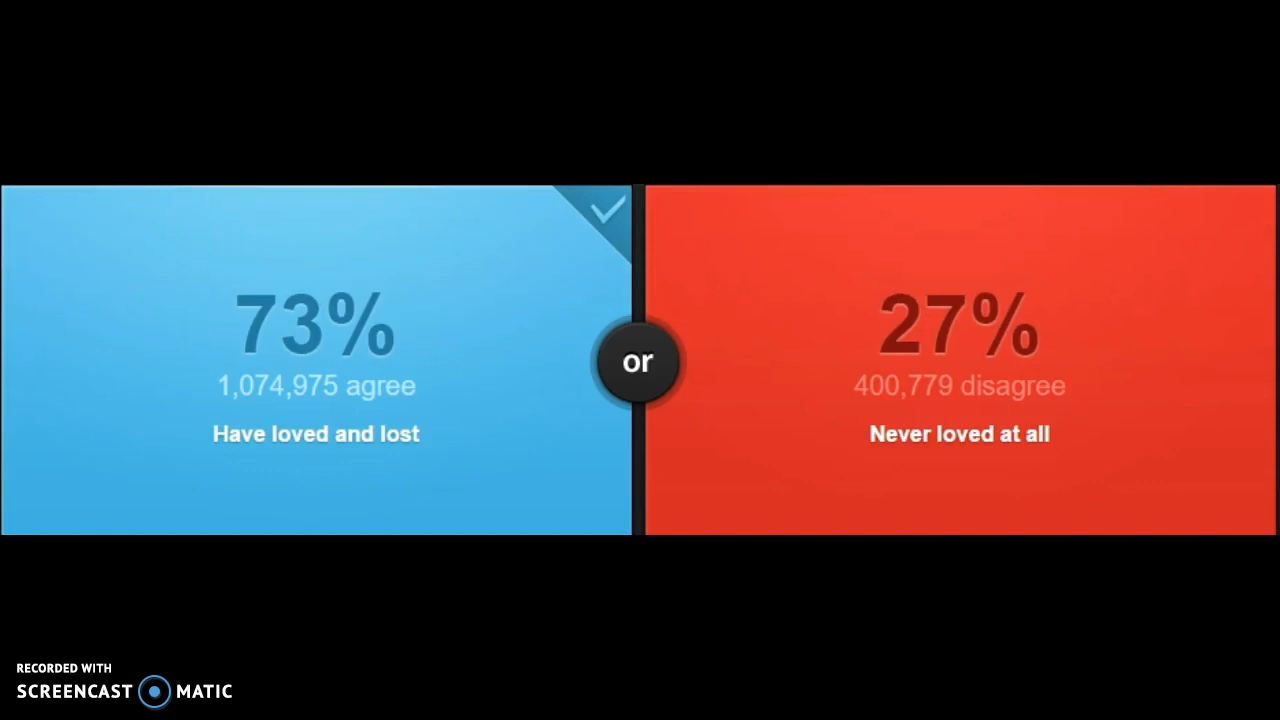 73%
1,074,975 agree
Have loved and lost
or
27%
400,779 disagree
Never loved at all
RECORDED WITH
SCREENCAST MATIC